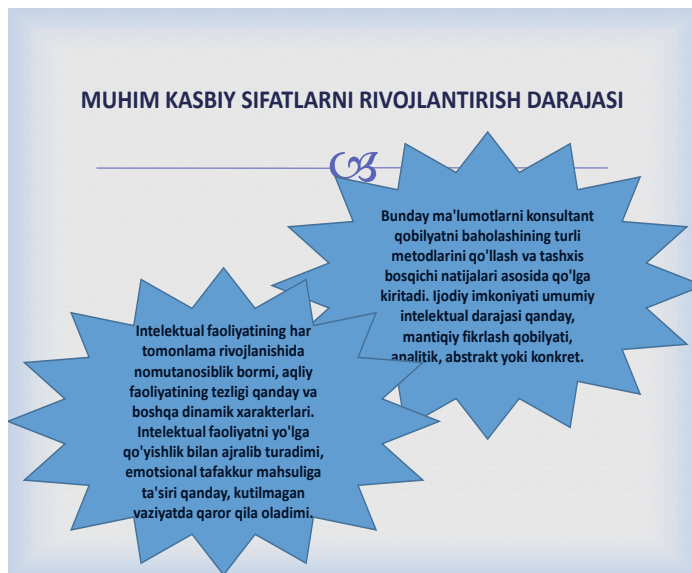 MUHIM KASBIY SIFATLARNI RIVOJLANTIRISH DARAJASI
Bunday ma'lumotlarni konsultant
qobilyatni baholashining turli
metodlarini qo'llash va tashxis
bosqichi natijalari asosida qo'lga
kiritadi. Ijodiy imkoniyati umumiy
intelektual darajasi qanday,
mantiqiy fikrlash qobilyati,
analitik, abstrakt yoki konkret.
Intelektual faoliyatining har
tomonlama rivojlanishida
nomutanosiblik bormi, aqliy
faoliyatining tezligi qanday va
boshqa dinamik xarakterlari.
Intelektual faoliyatni yo'lga
qo'yishlik bilan ajralib turadimi,
emotsional tafakkur mahsuliga
ta'siri qanday, kutilmagan
vaziyatda qaror qila oladimi.